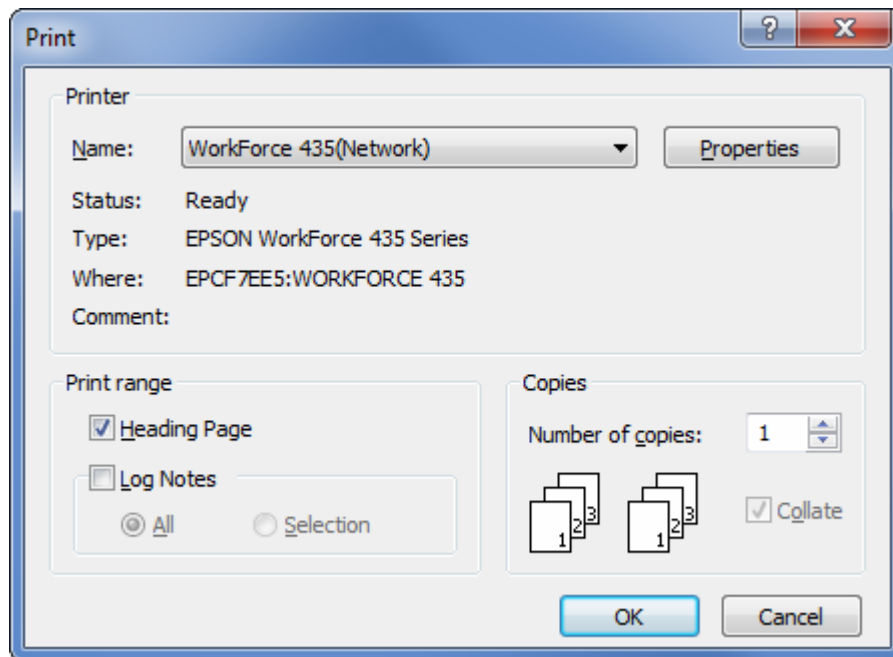 Print
Printer
Name: WorkForce 435(Network) Properties
Status: Ready
Type: EPSON WorkForce 435 Series
Where: EPCF7EE5:WORKFORCE 435
Comment:
Print range
Heading Page
Log Notes
All Selection
Copies
Number of copies: 1
1 2 3 1 2 3
Collate
OK Cancel